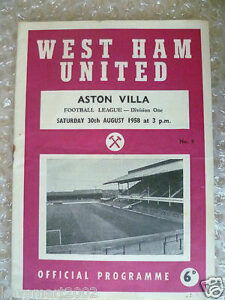 WEST HAM
UNITED
ASTON VILLA
FOOTBALL LEAGUE — Division One
SATURDAY 30th AUGUST 1958 at 3 p.m.
OFFICIAL PROGRAMME
6D